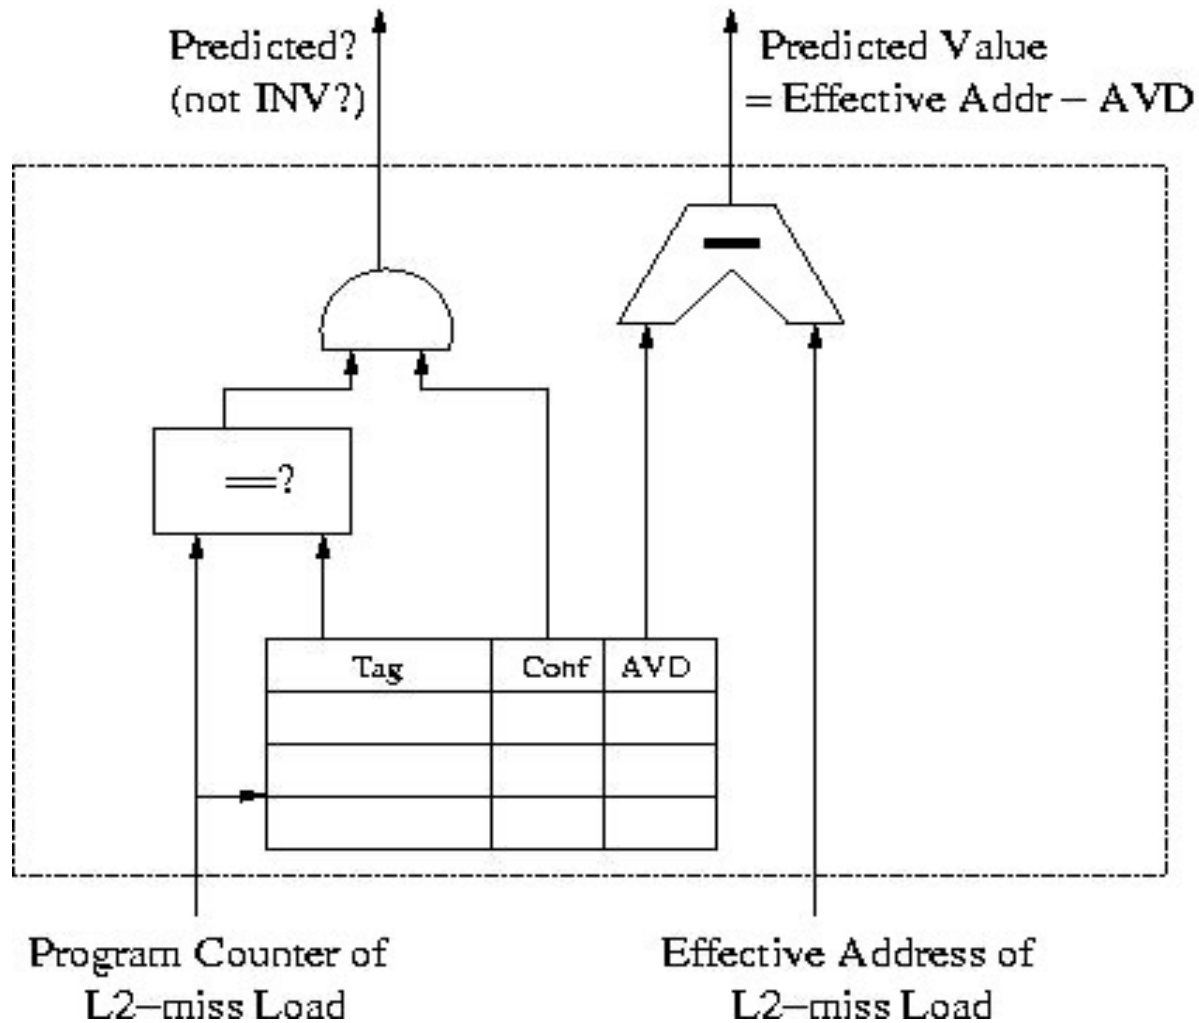 Predicted?
(not INV?)
Predicted Value
= Effective Addr – AVD
==?
Tag Conf AVD
Program Counter of
L2–miss Load
Effective Address of
L2–miss Load